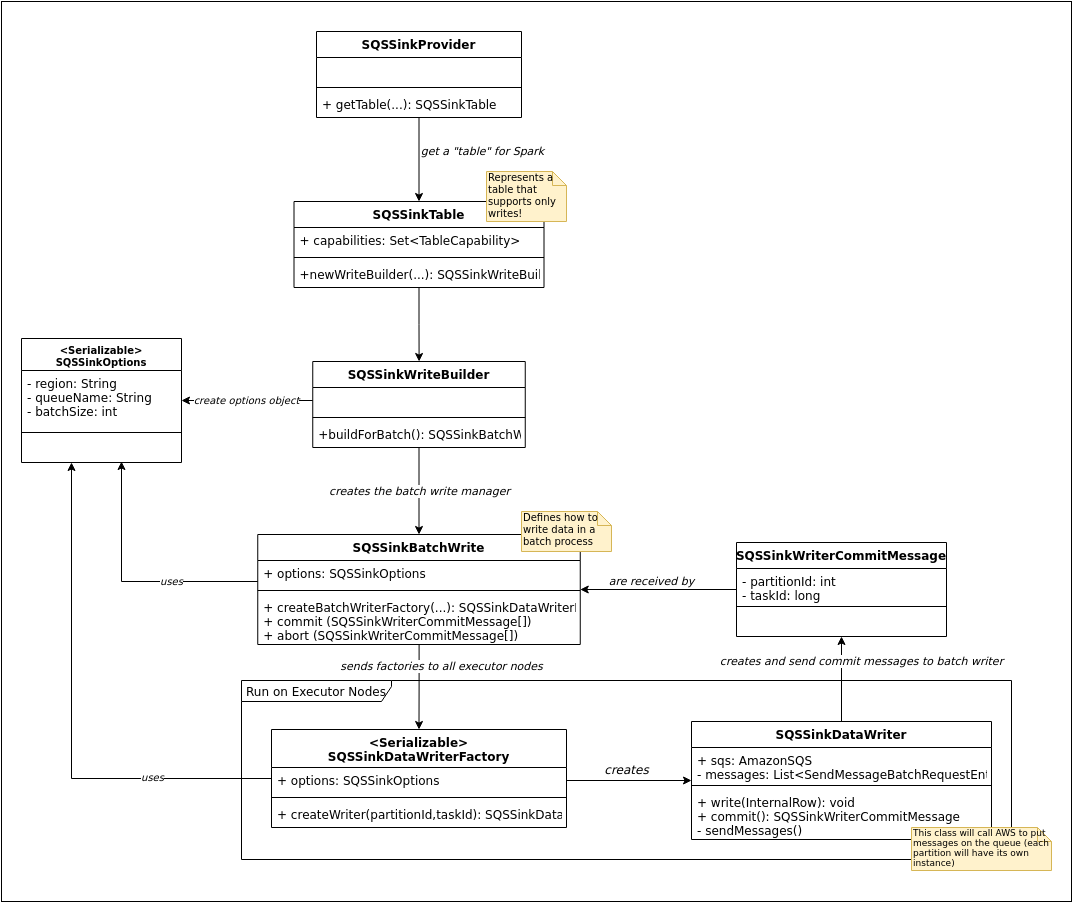 SQSSinkProvider
+ getTable(...): SQSSinkTable
get a "table" for Spark
Represents a
table that
supports only
writes!
SQSSinkTable
+ capabilities: Set<TableCapability>
+newWriteBuilder(...): SQSSinkWriteBuil
<Serializable>
SQSSinkOptions
- region: String
- queueName: String
- batchSize: int
create options object
SQSSinkWriteBuilder
+buildForBatch(): SQSSinkBatchW
creates the batch write manager
Defines how to
write data in a
batch process
SQSSinkBatchWrite
+ options: SQSSinkOptions
+ createBatchWriterFactory(...): SQSSinkDataWriterF
+ commit (SQSSinkWriterCommitMessage[])
+ abort (SQSSinkWriterCommitMessage[])
uses
are received by
SQSSinkWriterCommitMessage
- partitionId: int
- taskId: long
sends factories to all executor nodes
creates and send commit messages to batch writer
Run on Executor Nodes
<Serializable>
SQSSinkDataWriterFactory
+ options: SQSSinkOptions
+ createWriter(partitionId,taskId): SQSSinkData
uses
creates
SQSSinkDataWriter
+ sqs: AmazonSQS
- messages: List<SendMessageBatchRequestEnt
+ write(InternalRow): void
+ commit(): SQSSinkWriterCommitMessage
- sendMessages()
This class will call AWS to put
messages on the queue (each
partition will have its own
instance)